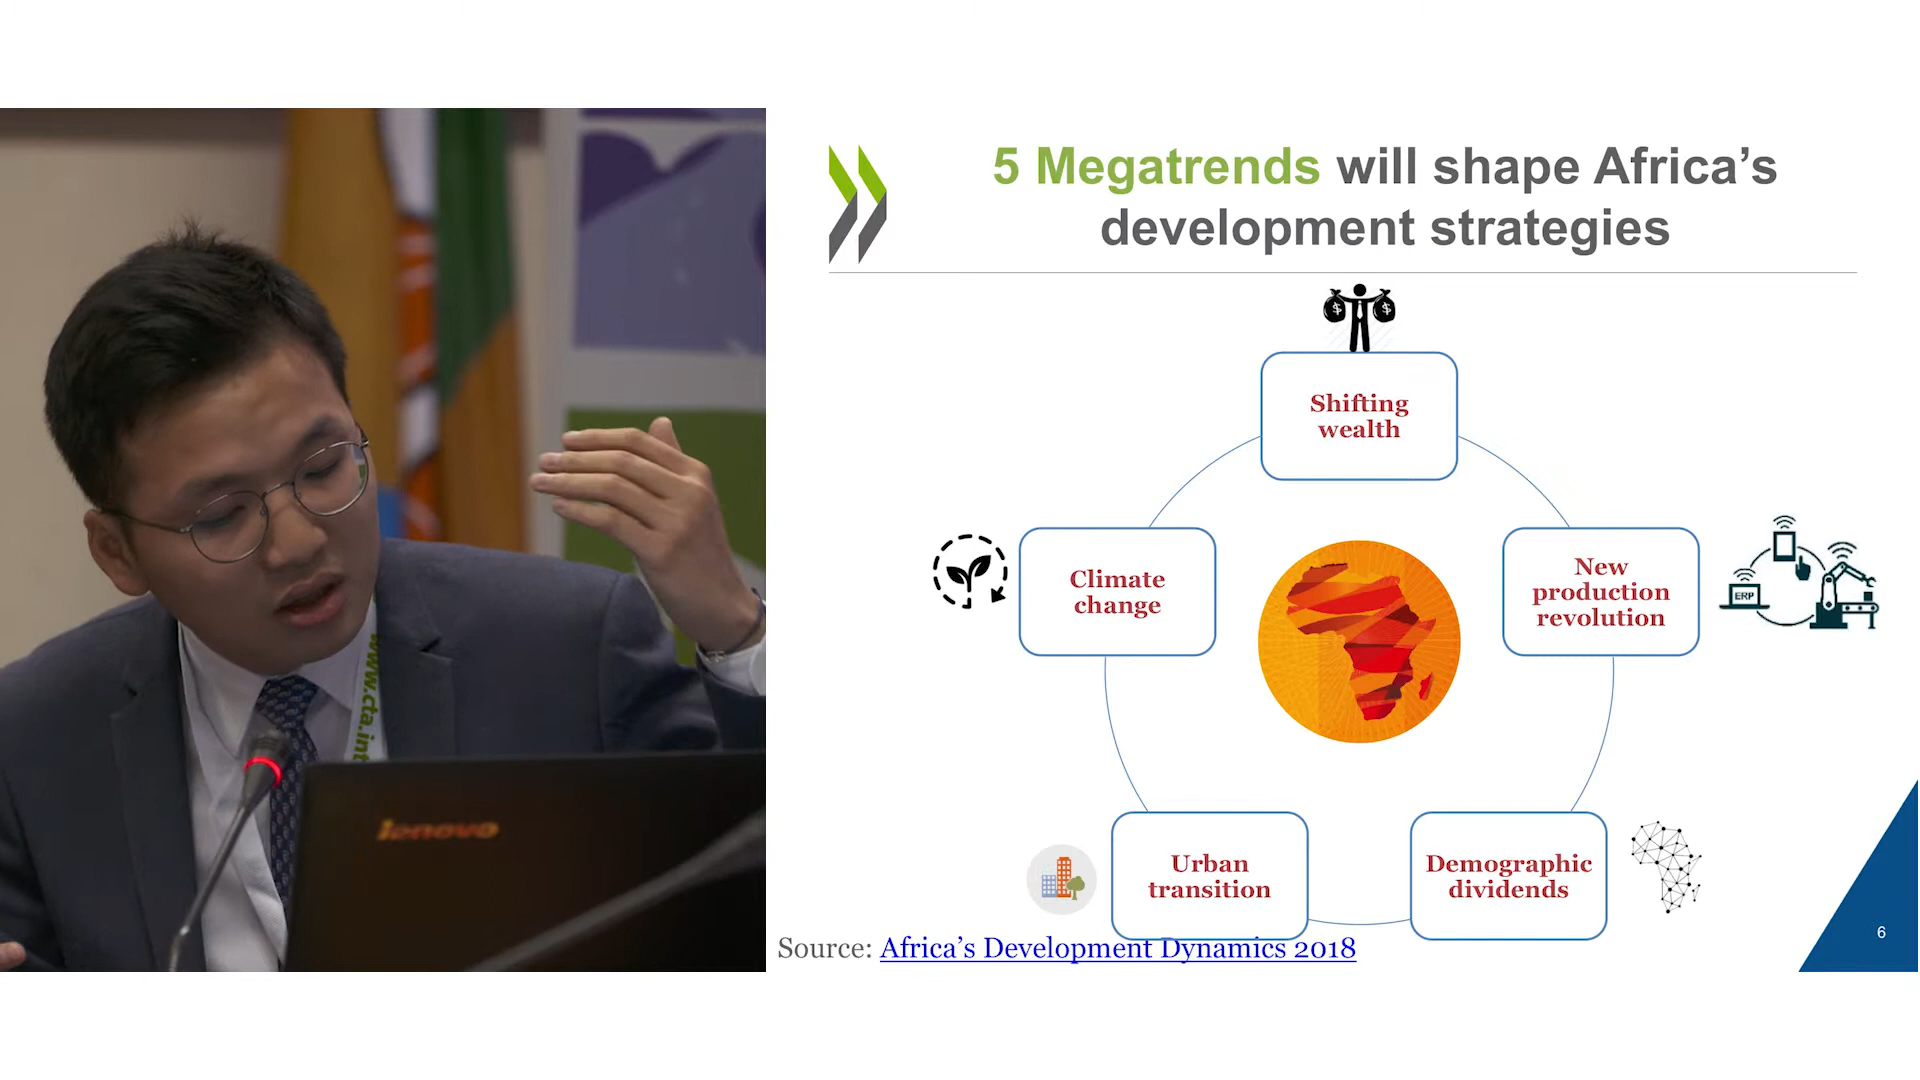 5 Megatrends will shape Africa’s
development strategies
Shifting
wealth
Climate
change
New
production
revolution
ERP
Urban
transition
Demographic
dividends
Source: Africa’s Development Dynamics 2018
6
www.cta.int
lenovo